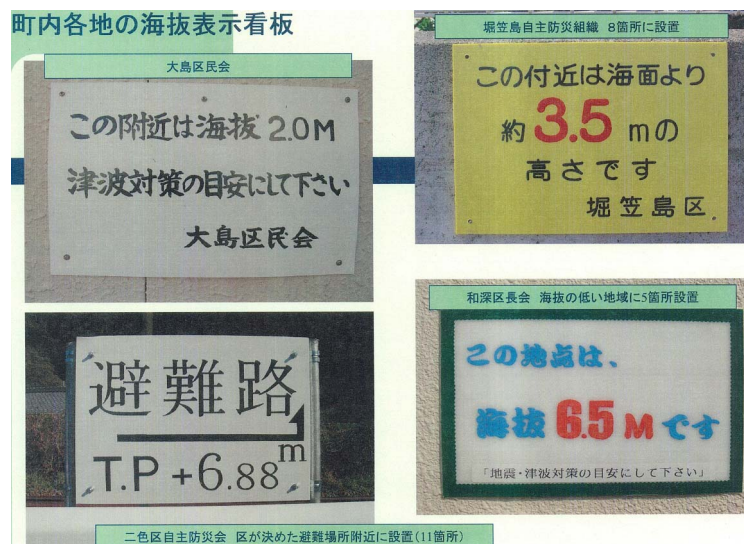 町内各地の海抜表示看板
大島区民会
この附近は海抜2.0M
津波対策の目安にして下さい
大島区民会
堀笠島自主防災組織 8箇所に設置
この付近は海面より
約3.5mの
高さです
堀笠島区
避難路
T.P+6.88m
二色区自主防災会 区が決めた避難場所附近に設置(11箇所)
和深区長会 海抜の低い地域に5箇所設置
この地点は、
海抜6.5Mです
「地震・津波対策の目安にして下さい」